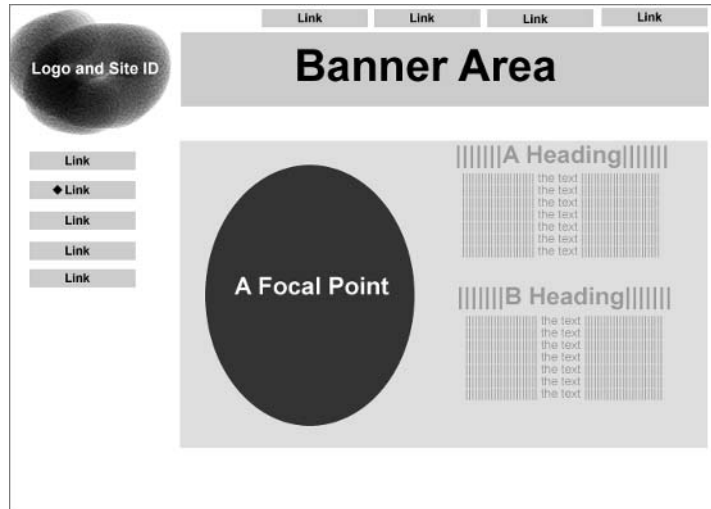 Link
Link
Link
Link
Logo and Site ID
Banner Area
Link
◆Link
Link
Link
Link
A Focal Point
|||||||A Heading|||||||
the text
the text
the text
the text
the text
the text
the text
|||||||B Heading|||||||
the text
the text
the text
the text
the text
the text
the text